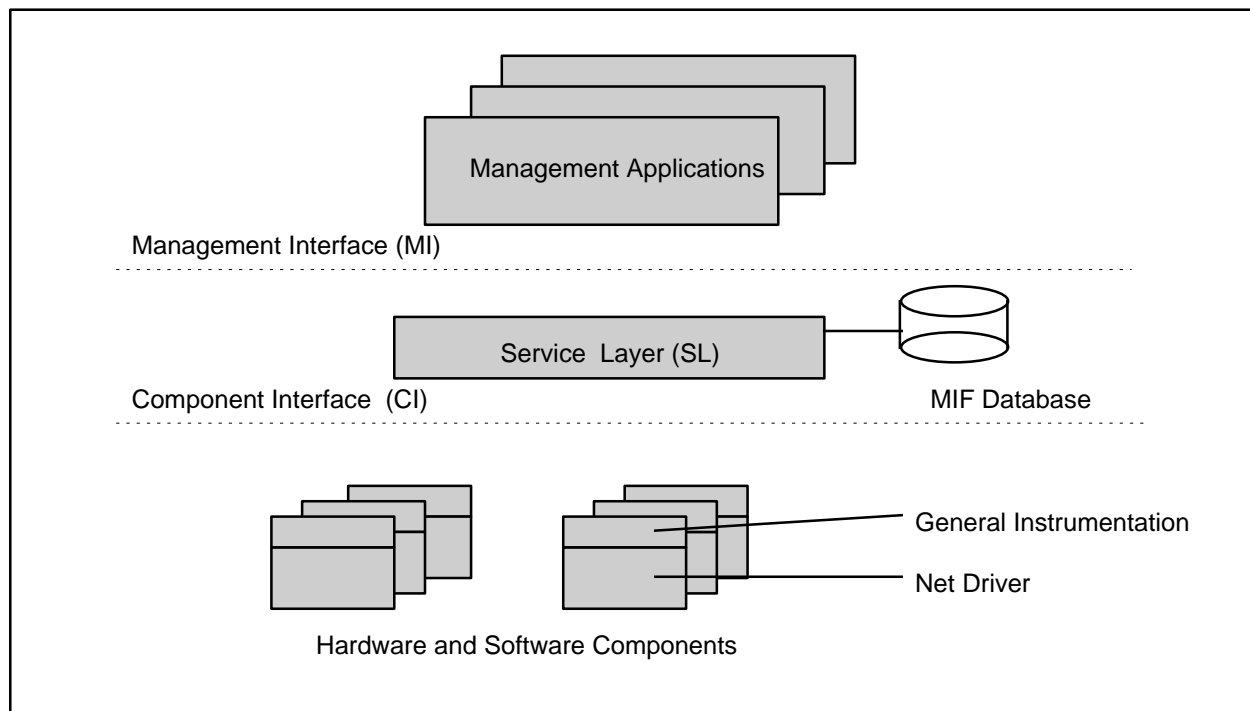 Management Applications
Management Interface (MI)
Service Layer (SL)
Component Interface (CI)
MIF Database
General Instrumentation
Net Driver
Hardware and Software Components